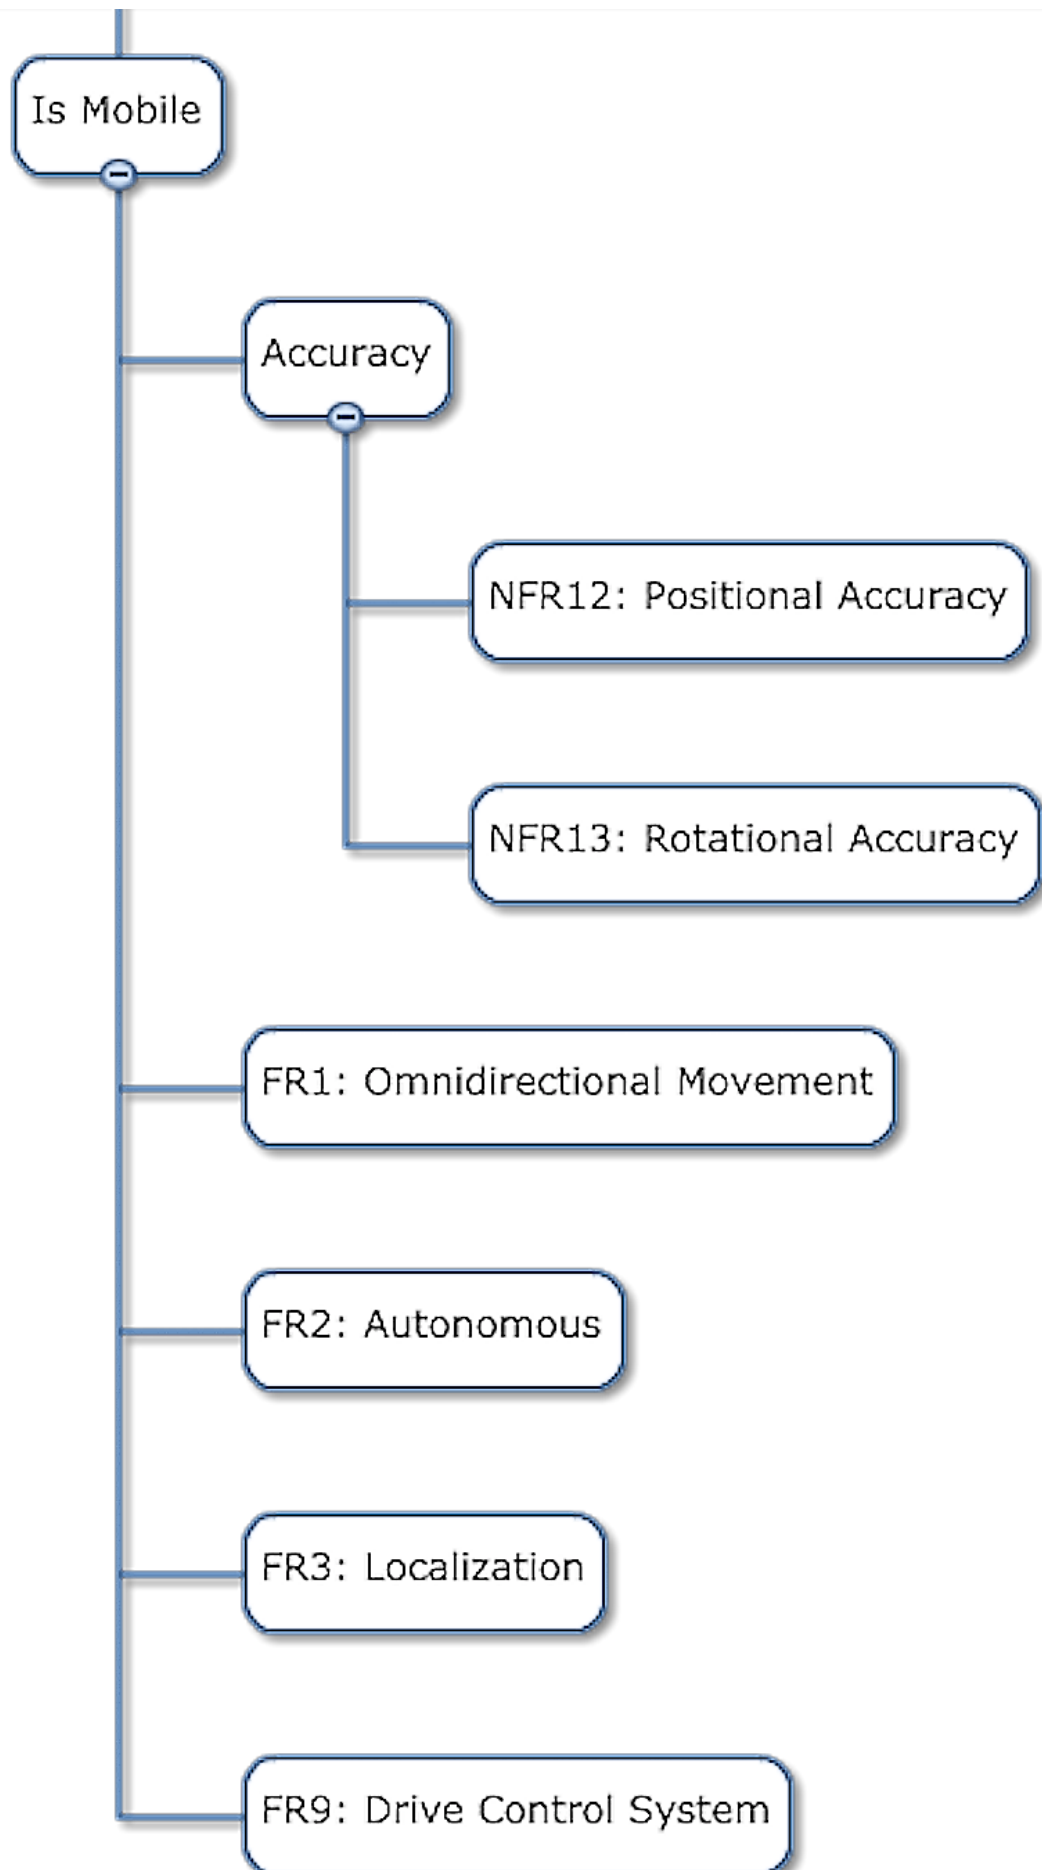 Is Mobile
Accuracy
NFR12: Positional Accuracy
NFR13: Rotational Accuracy
FR1: Omnidirectional Movement
FR2: Autonomous
FR3: Localization
FR9: Drive Control System